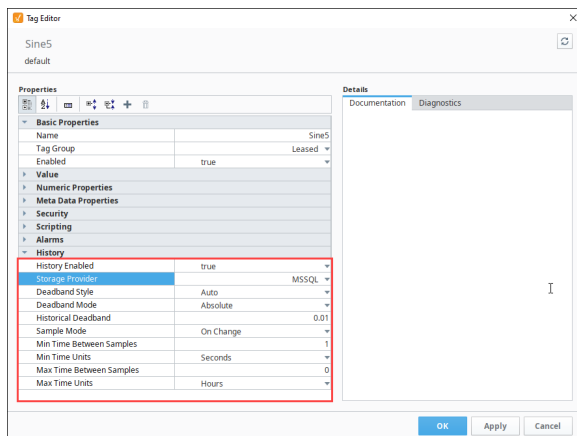 Tag Editor
Sine5
default
Properties
Details
Documentation Diagnostics
Basic Properties
Name Sine5
Tag Group Leased
Enabled true
Value
Numeric Properties
Meta Data Properties
Security
Scripting
Alarms
History
History Enabled true
Storage Provider MSSQL
Deadband Style Auto
Deadband Mode Absolute
Historical Deadband 0.01
Sample Mode On Change
Min Time Between Samples 1
Min Time Units Seconds
Max Time Between Samples 0
Max Time Units Hours
OK Apply Cancel